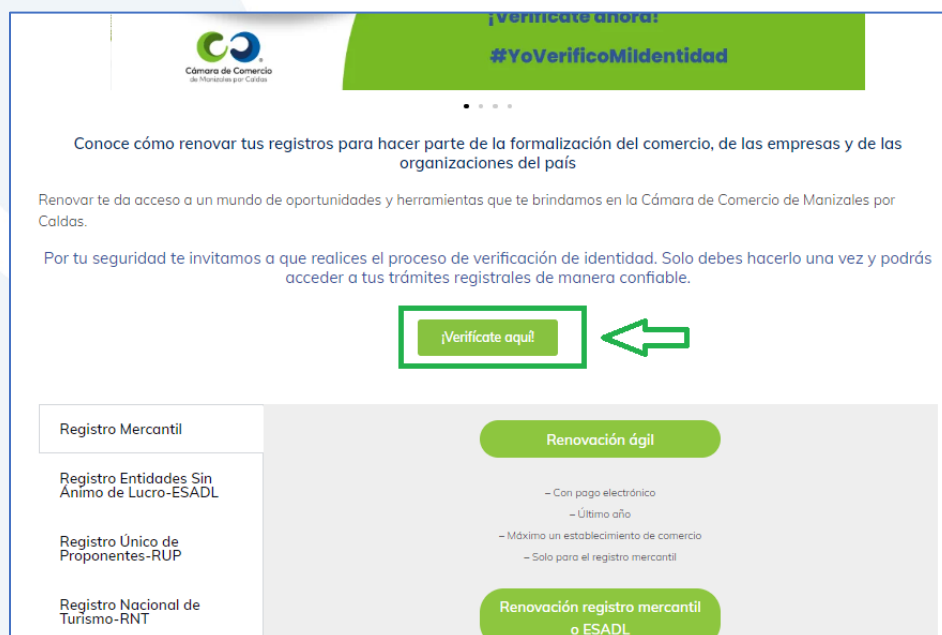 ¡Verifícate ahora!
#YoVerificoMiIdentidad
Cámara de Comercio
de Manizales por Caldas
Conoce cómo renovar tus registros para hacer parte de la formalización del comercio, de las empresas y de las
organizaciones del país
Renovar te da acceso a un mundo de oportunidades y herramientas que te brindamos en la Cámara de Comercio de Manizales por
Caldas.
Por tu seguridad te invitamos a que realices el proceso de verificación de identidad. Solo debes hacerlo una vez y podrás
acceder a tus trámites registrales de manera confiable.
¡Verifícate aquí!
Registro Mercantil
Registro Entidades Sin
Ánimo de Lucro-ESADL
Registro Único de
Proponentes-RUP
Registro Nacional de
Turismo-RNT
Renovación ágil
– Con pago electrónico
– Último año
– Máximo un establecimiento de comercio
– Solo para el registro mercantil
Renovación registro mercantil
o ESADL